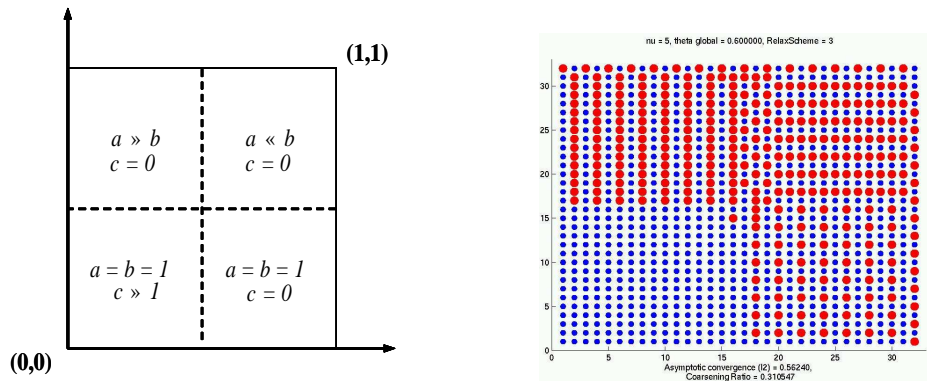 (1,1)
a » b
c = 0
a « b
c = 0
a = b = 1
c » 1
a = b = 1
c = 0
(0,0)
nu = 5, theta global = 0.600000, RelaxScheme = 3
30
25
20
15
10
5
0
0
5
10
15
20
25
30
Asymptotic convergence (l2) = 0.56240,
Coarsening Ratio = 0.310547